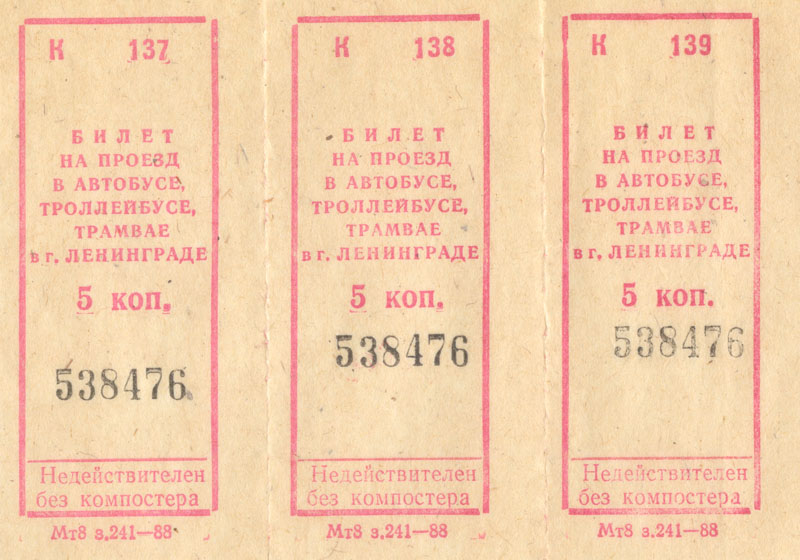 К 137
БИЛЕТ
НА ПРОЕЗД
В АВТОБУСЕ,
ТРОЛЛЕЙБУСЕ,
ТРАМВАЕ
в г. ЛЕНИНГРАДЕ
5 коп.
538476
Недействителен
без компостера
Мт8 з.241—88
К 138
БИЛЕТ
НА ПРОЕЗД
В АВТОБУСЕ,
ТРОЛЛЕЙБУСЕ,
ТРАМВАЕ
в г. ЛЕНИНГРАДЕ
5 коп.
538476
Недействителен
без компостера
Мт8 з.241—88
К 139
БИЛЕТ
НА ПРОЕЗД
В АВТОБУСЕ,
ТРОЛЛЕЙБУСЕ,
ТРАМВАЕ
в г. ЛЕНИНГРАДЕ
5 коп.
538476
Недействителен
без компостера
Мт8 з.241—88